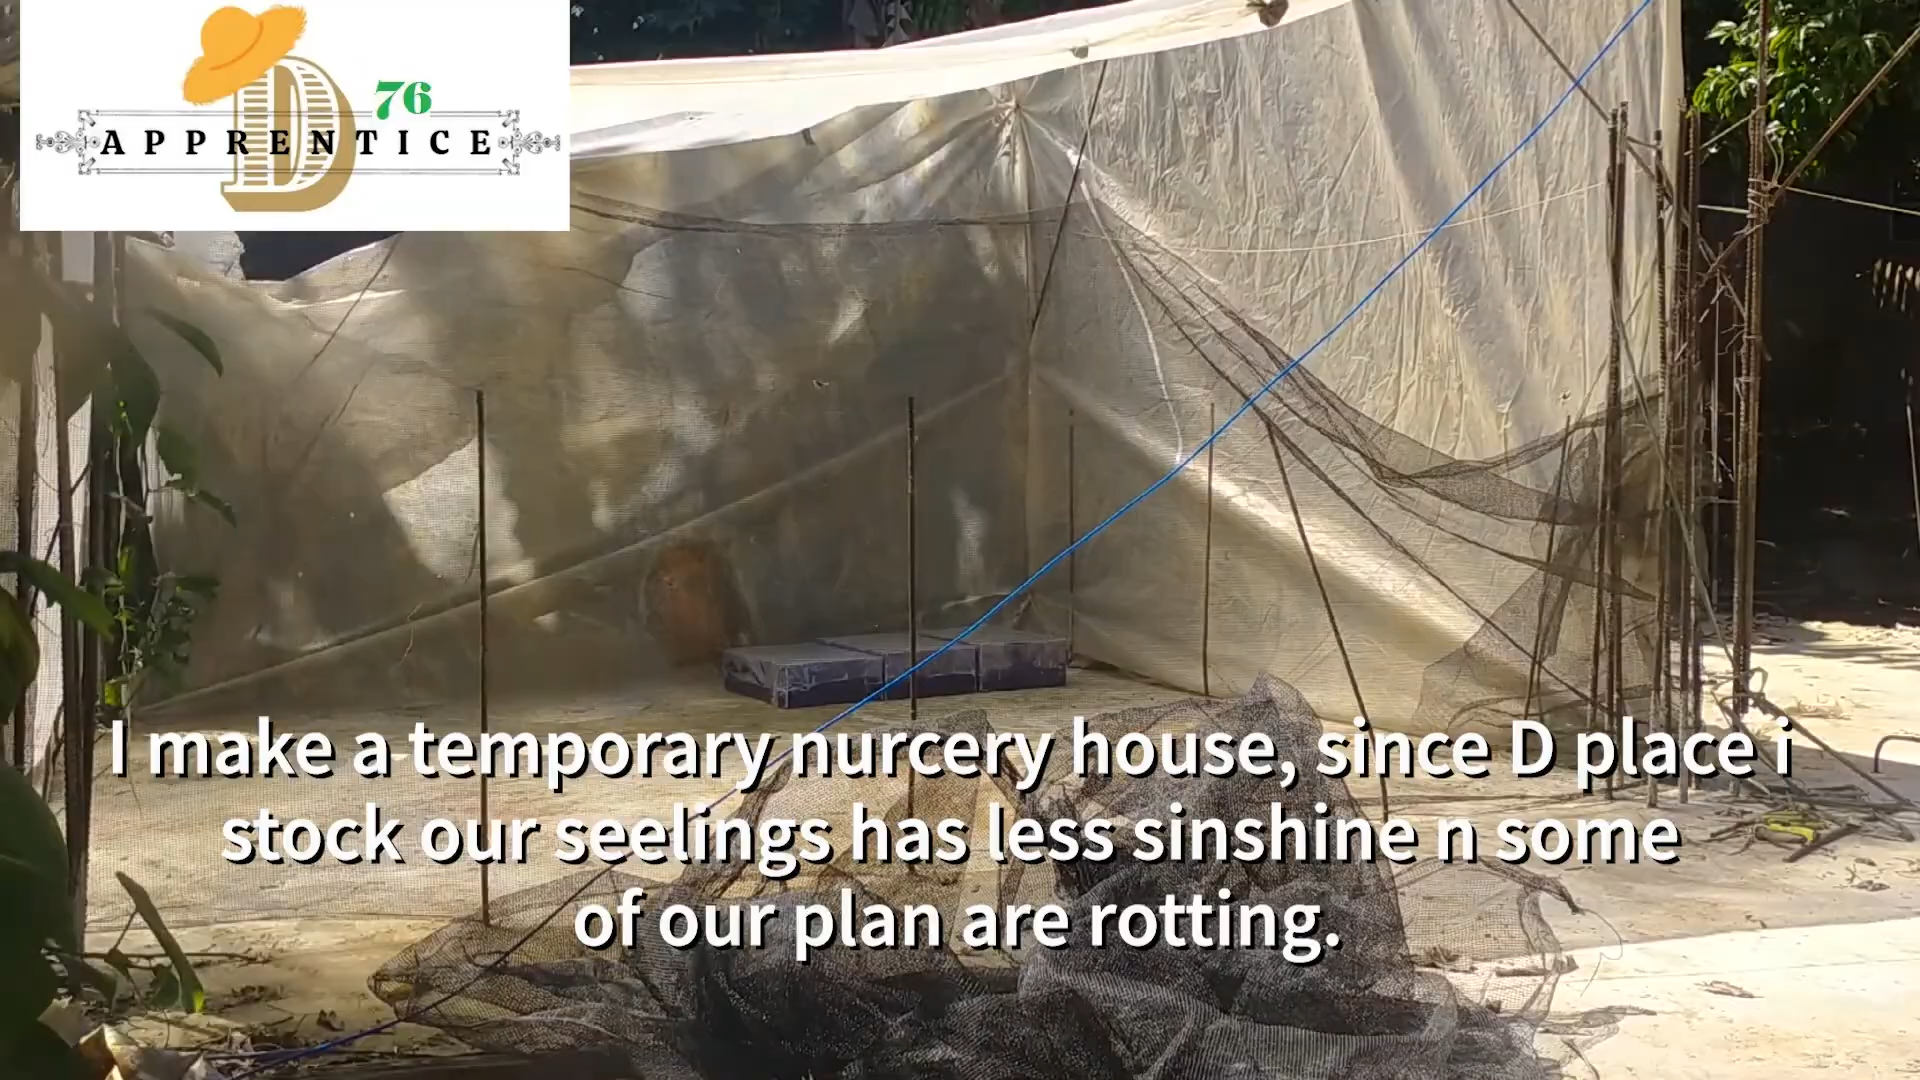 D
76
APPRENTICE
I make a temporary nurcery house, since D place i
stock our seelings has less sinshine n some
of our plan are rotting.